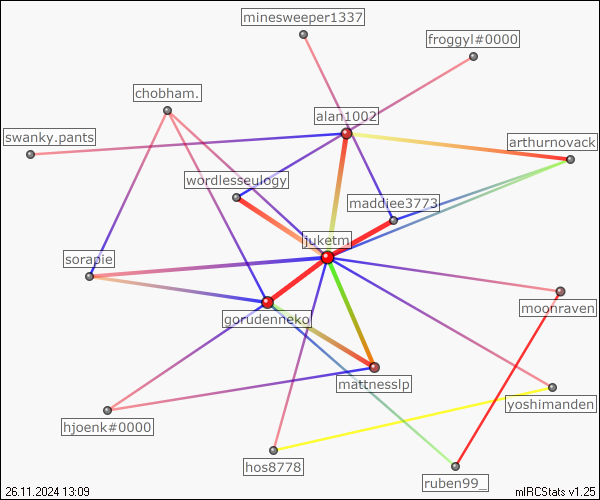 minesweeper1337
froggyl#0000
chobham.
alan1002
swanky.pants
arthurnovack
wordlesseulogy
maddiee3773
juketm
sorapie
moonraven
gorudenneko
mattnesslp
yoshimanden
hjoenk#0000
hos8778
ruben99_
26.11.2024 13:09
mIRCStats v1.25